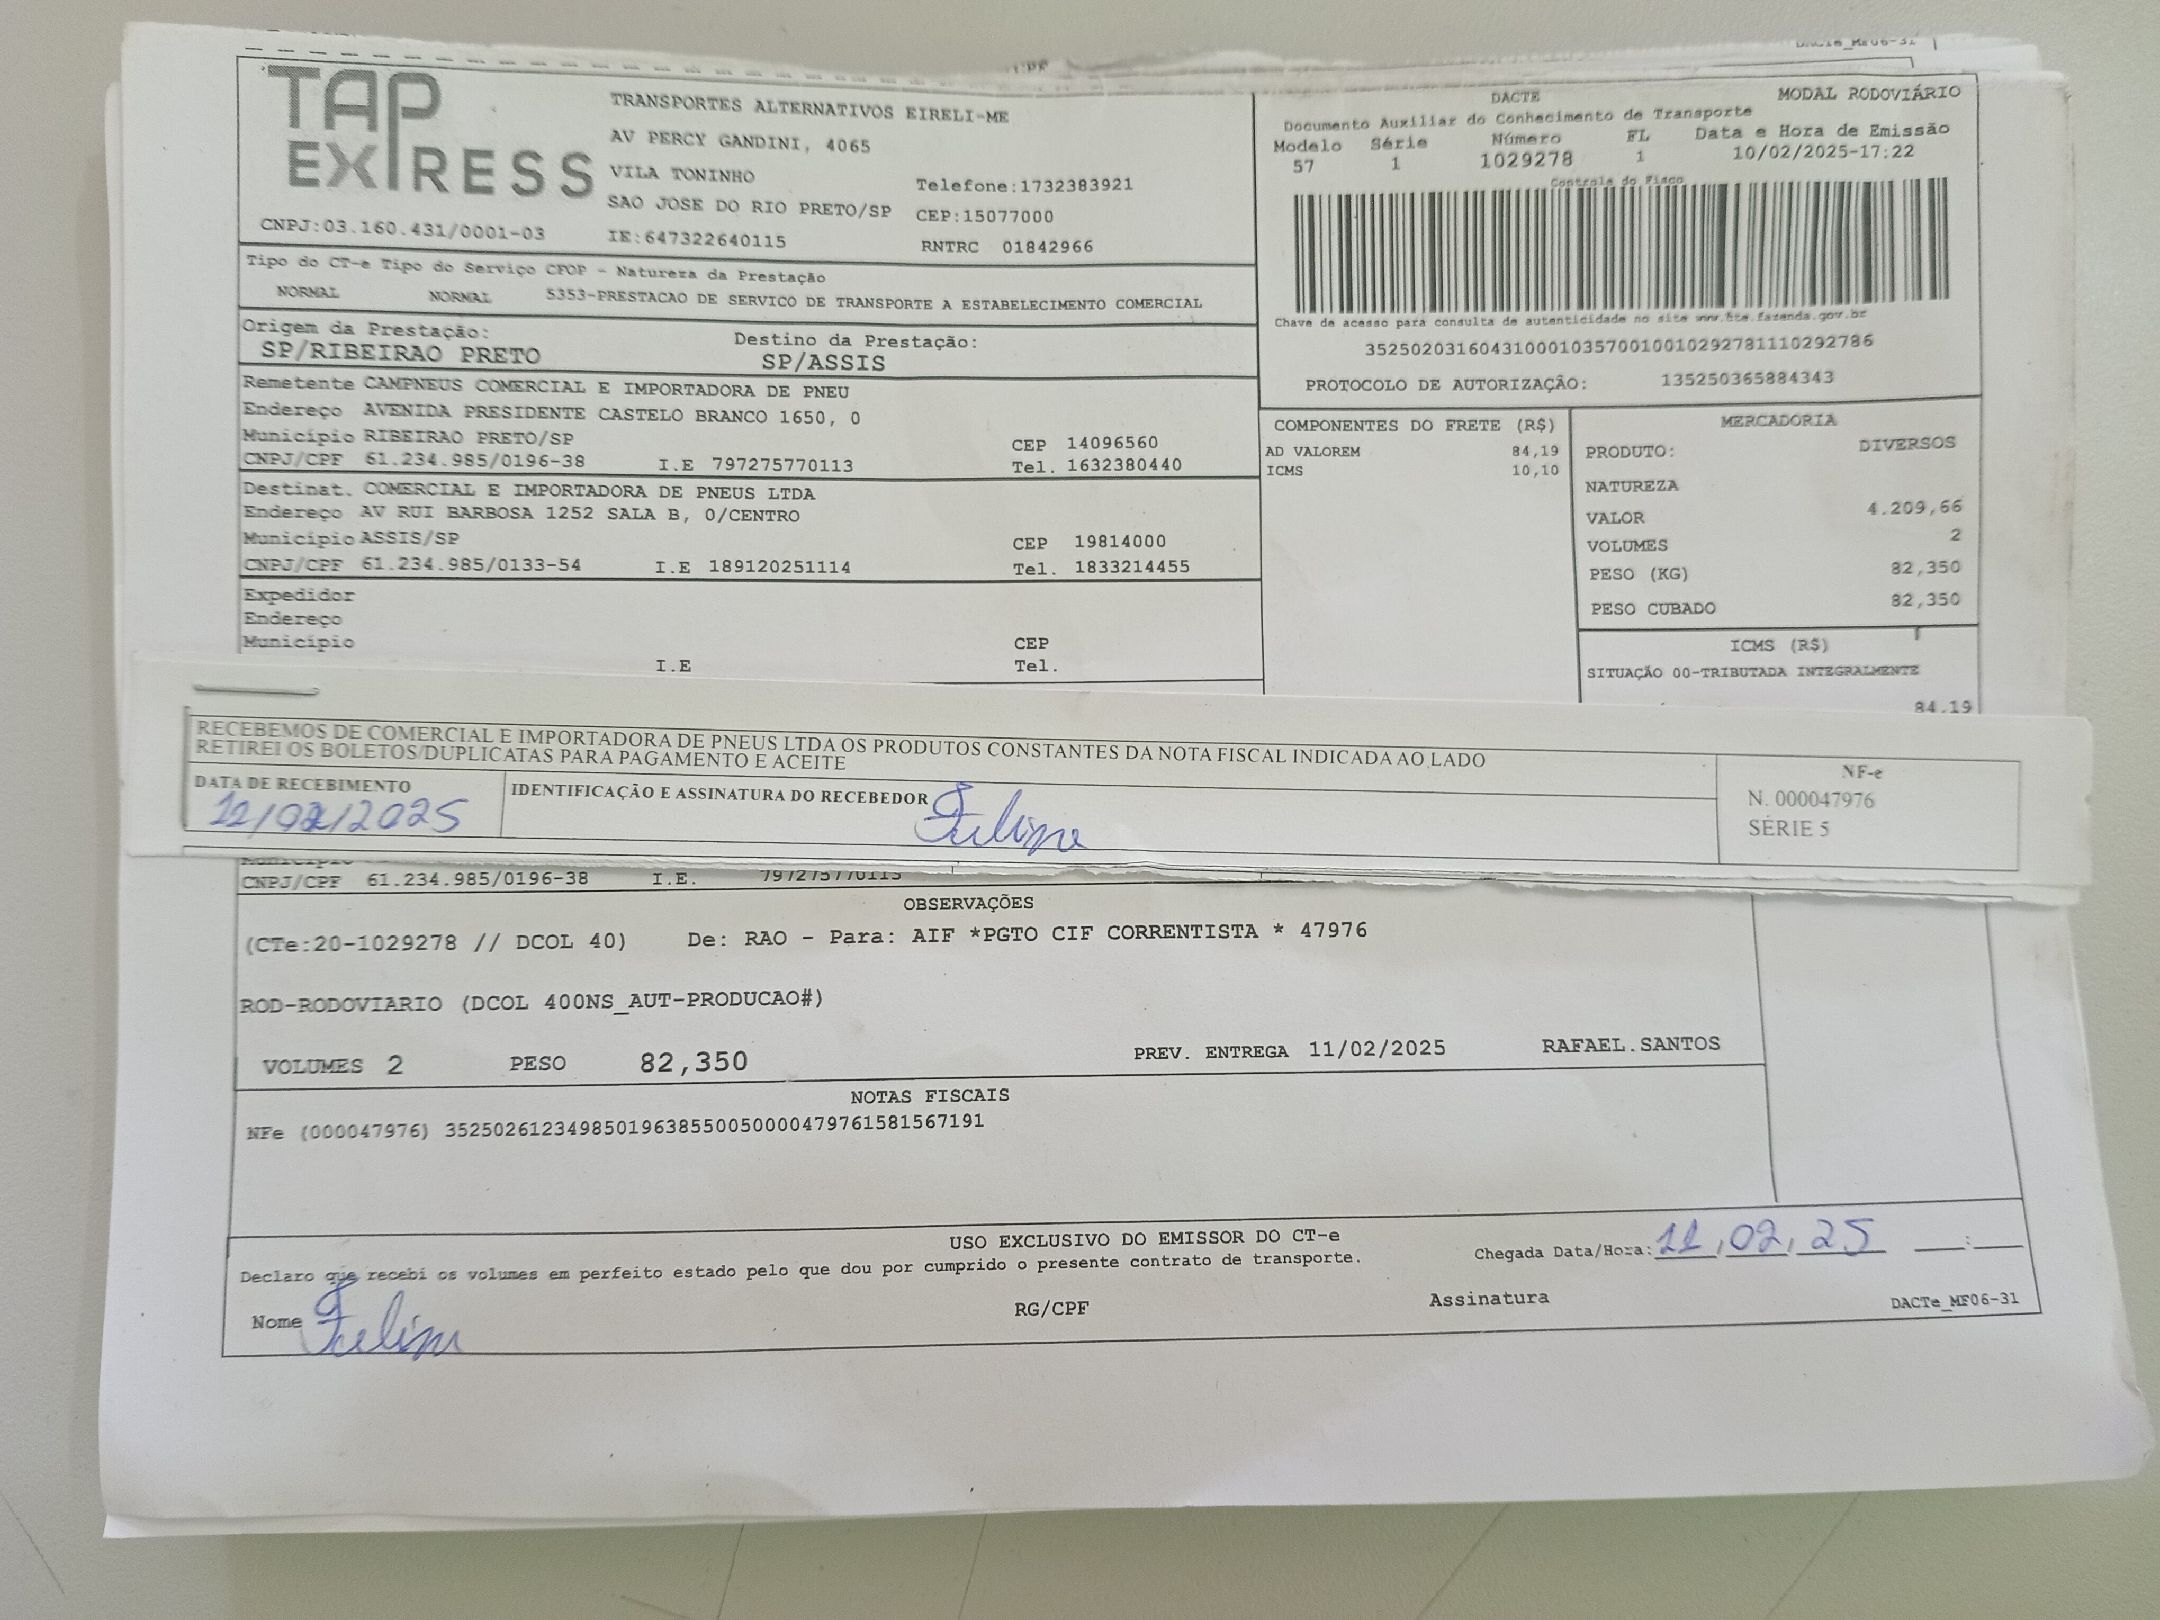 DACTe_MF06-31
TAP EXPRESS
TRANSPORTES ALTERNATIVOS EIRELI-ME
AV PERCY GANDINI, 4065
VILA TONINHO
Telefone:1732383921
SAO JOSE DO RIO PRETO/SP CEP:15077000
CNPJ:03.160.431/0001-03 IE:647322640115 RNTRC 01842966
DACTE MODAL RODOVIÁRIO
Documento Auxiliar do Conhecimento de Transporte
Modelo Série Número FL Data e Hora de Emissão
57 1 1029278 1 10/02/2025-17:22
Controle do Fisco
Chave de acesso para consulta de autenticidade no site www.cte.fazenda.gov.br
35250203160431000103570010010292781110292786
PROTOCOLO DE AUTORIZAÇÃO: 135250365884343
Tipo do CT-e Tipo do Serviço CFOP - Natureza da Prestação
NORMAL NORMAL 5353-PRESTACAO DE SERVICO DE TRANSPORTE A ESTABELECIMENTO COMERCIAL
Origem da Prestação: Destino da Prestação:
SP/RIBEIRAO PRETO SP/ASSIS
Remetente CAMPNEUS COMERCIAL E IMPORTADORA DE PNEU
Endereço AVENIDA PRESIDENTE CASTELO BRANCO 1650, 0
Município RIBEIRAO PRETO/SP CEP 14096560
CNPJ/CPF 61.234.985/0196-38 I.E 797275770113 Tel. 1632380440
Destinat. COMERCIAL E IMPORTADORA DE PNEUS LTDA
Endereço AV RUI BARBOSA 1252 SALA B, 0/CENTRO
Município ASSIS/SP CEP 19814000
CNPJ/CPF 61.234.985/0133-54 I.E 189120251114 Tel. 1833214455
Expedidor
Endereço
Município CEP
I.E Tel.
COMPONENTES DO FRETE (R$)
AD VALOREM 84,19
ICMS 10,10
MERCADORIA
PRODUTO: DIVERSOS
NATUREZA
VALOR 4.209,66
VOLUMES 2
PESO (KG) 82,350
PESO CUBADO 82,350
ICMS (R$)
SITUAÇÃO 00-TRIBUTADA INTEGRALMENTE
84,19
RECEBEMOS DE COMERCIAL E IMPORTADORA DE PNEUS LTDA OS PRODUTOS CONSTANTES DA NOTA FISCAL INDICADA AO LADO
RETIREI OS BOLETOS/DUPLICATAS PARA PAGAMENTO E ACEITE
DATA DE RECEBIMENTO IDENTIFICAÇÃO E ASSINATURA DO RECEBEDOR
11/02/2025 Felipe
NF-e
N. 000047976
SÉRIE 5
Município
CNPJ/CPF 61.234.985/0196-38 I.E. 797275770113
OBSERVAÇÕES
(CTe:20-1029278 // DCOL 40) De: RAO - Para: AIF *PGTO CIF CORRENTISTA * 47976
ROD-RODOVIARIO (DCOL 400NS_AUT-PRODUCAO#)
VOLUMES 2 PESO 82,350 PREV. ENTREGA 11/02/2025 RAFAEL.SANTOS
NOTAS FISCAIS
NFe (000047976) 35250261234985019638550050000479761581567191
USO EXCLUSIVO DO EMISSOR DO CT-e
Declaro que recebi os volumes em perfeito estado pelo que dou por cumprido o presente contrato de transporte. Chegada Data/Hora: 11, 02, 25 ___:___
Nome Felipe RG/CPF Assinatura DACTe_MF06-31